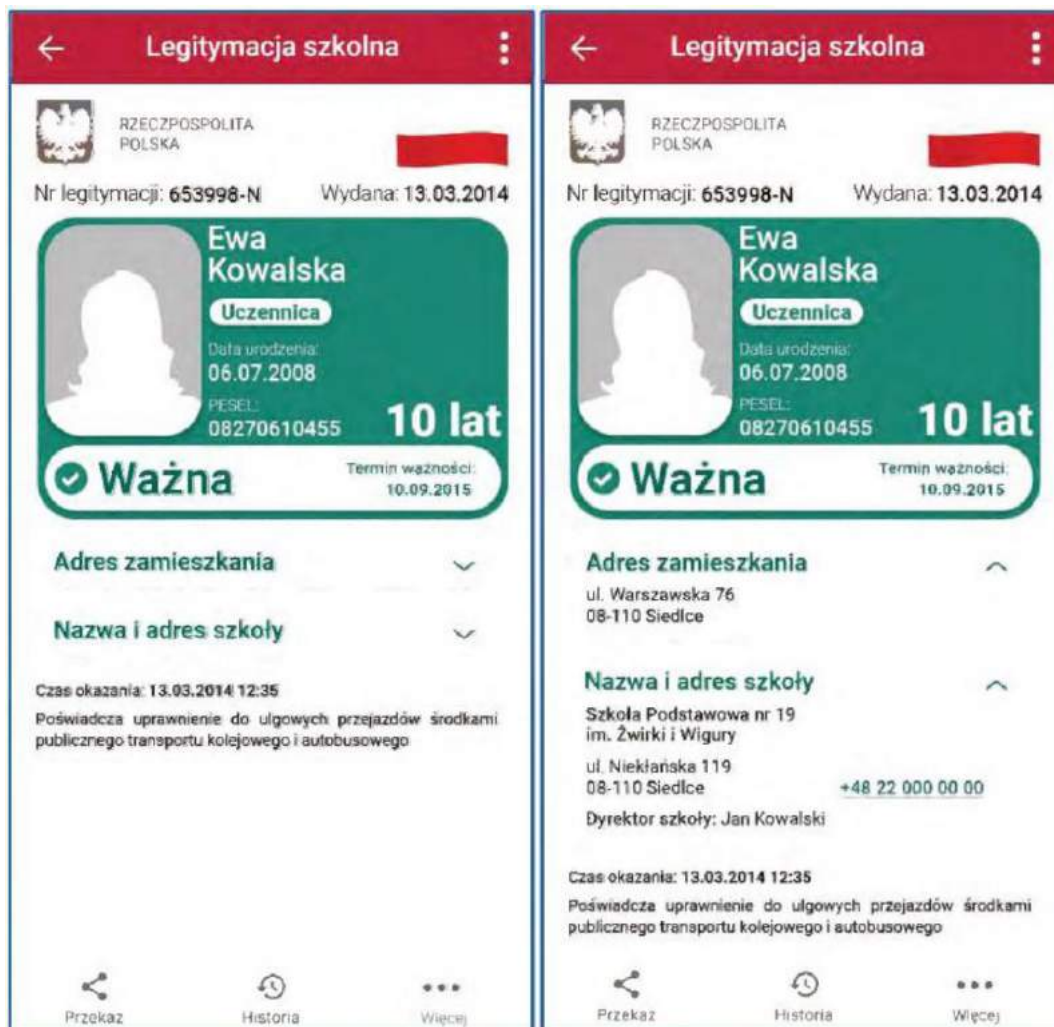 Legitymacja szkolna
RZECZPOSPOLITA
POLSKA
Nr legitymacji: 653998-N Wydana: 13.03.2014
Ewa
Kowalska
Uczennica
Data urodzenia:
06.07.2008
PESEL:
08270610455
10 lat
Ważna
Termin ważności:
10.09.2015
Adres zamieszkania
Nazwa i adres szkoły
Czas okazania: 13.03.2014 12:35
Poświadcza uprawnienie do ulgowych przejazdów środkami
publicznego transportu kolejowego i autobusowego
Przekaż
Historia
Więcej
Legitymacja szkolna
RZECZPOSPOLITA
POLSKA
Nr legitymacji: 653998-N Wydana: 13.03.2014
Ewa
Kowalska
Uczennica
Data urodzenia:
06.07.2008
PESEL:
08270610455
10 lat
Ważna
Termin ważności:
10.09.2015
Adres zamieszkania
ul. Warszawska 76
08-110 Siedlce
Nazwa i adres szkoły
Szkoła Podstawowa nr 19
im. Żwirki i Wigury
ul. Niekłańska 119
08-110 Siedlce +48 22 000 00 00
Dyrektor szkoły: Jan Kowalski
Czas okazania: 13.03.2014 12:35
Poświadcza uprawnienie do ulgowych przejazdów środkami
publicznego transportu kolejowego i autobusowego
Przekaż
Historia
Więcej